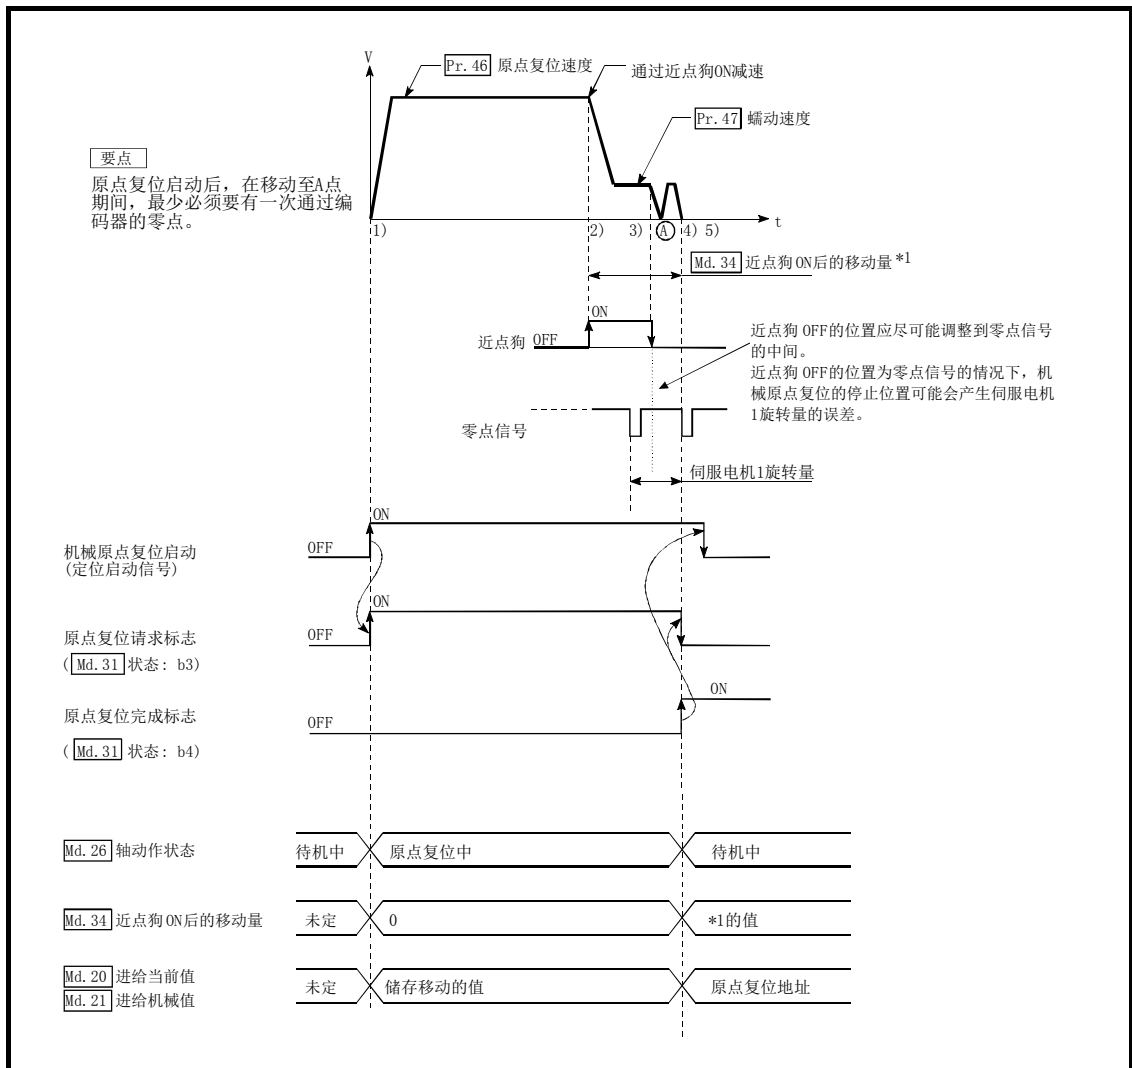 V
Pr. 46 原点复位速度
通过近点狗ON减速
Pr. 47 蠕动速度
要点
原点复位启动后，在移动至A点
期间，最少必须要有一次通过编
码器的零点。
t
1)
2)
3)
A
4) 5)
Md. 34 近点狗ON后的移动量*1
ON
近点狗 OFF
近点狗 OFF的位置应尽可能调整到零点信号
的中间。
近点狗 OFF的位置为零点信号的情况下，机
械原点复位的停止位置可能会产生伺服电机
1旋转量的误差。
零点信号
伺服电机1旋转量
ON
机械原点复位启动
(定位启动信号)
OFF
ON
原点复位请求标志
(Md. 31 状态: b3)
OFF
ON
原点复位完成标志
(Md. 31 状态: b4)
OFF
Md. 26 轴动作状态 待机中 原点复位中 待机中
Md. 34 近点狗ON后的移动量 未定 0 *1的值
Md. 20 进给当前值
Md. 21 进给机械值
未定 储存移动的值 原点复位地址